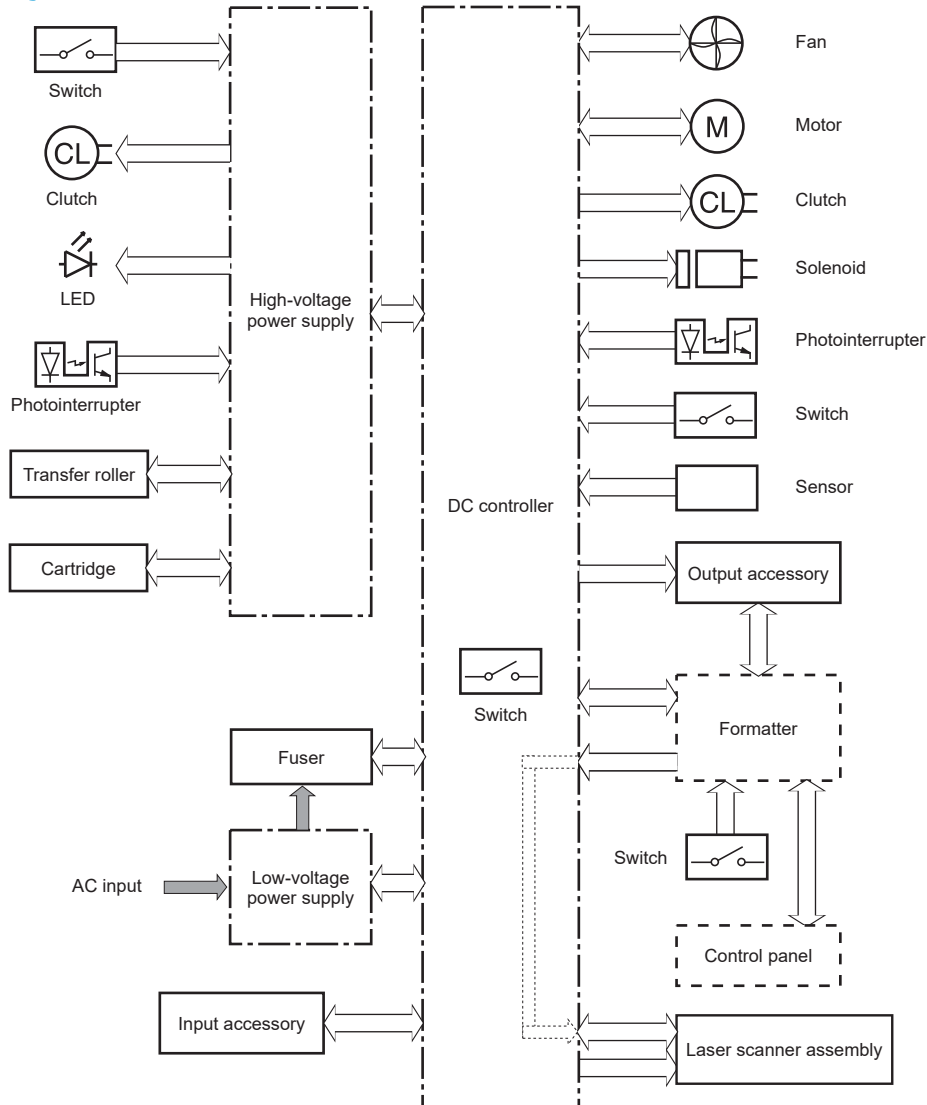 Switch
CL
Clutch
LED
Photointerrupter
Transfer roller
Cartridge
High-voltage
power supply
DC controller
Switch
Fuser
Low-voltage
power supply
AC input
Input accessory
Fan
M
Motor
CL
Clutch
Solenoid
Photointerrupter
Switch
Sensor
Output accessory
Formatter
Switch
Control panel
Laser scanner assembly